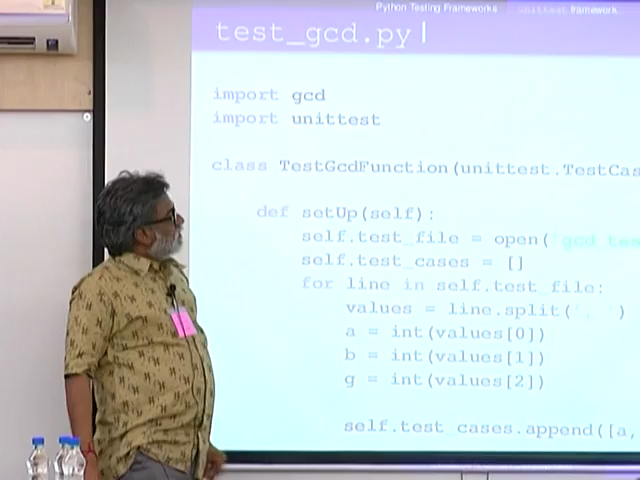 Python Testing Frameworks unittest framework.
test_gcd.py
import gcd
import unittest
class TestGcdFunction(unittest.TestCas
def setUp(self):
self.test_file = open('gcd_tes
self.test_cases = []
for line in self.test_file:
values = line.split(', ')
a = int(values[0])
b = int(values[1])
g = int(values[2])
self.test_cases.append([a,